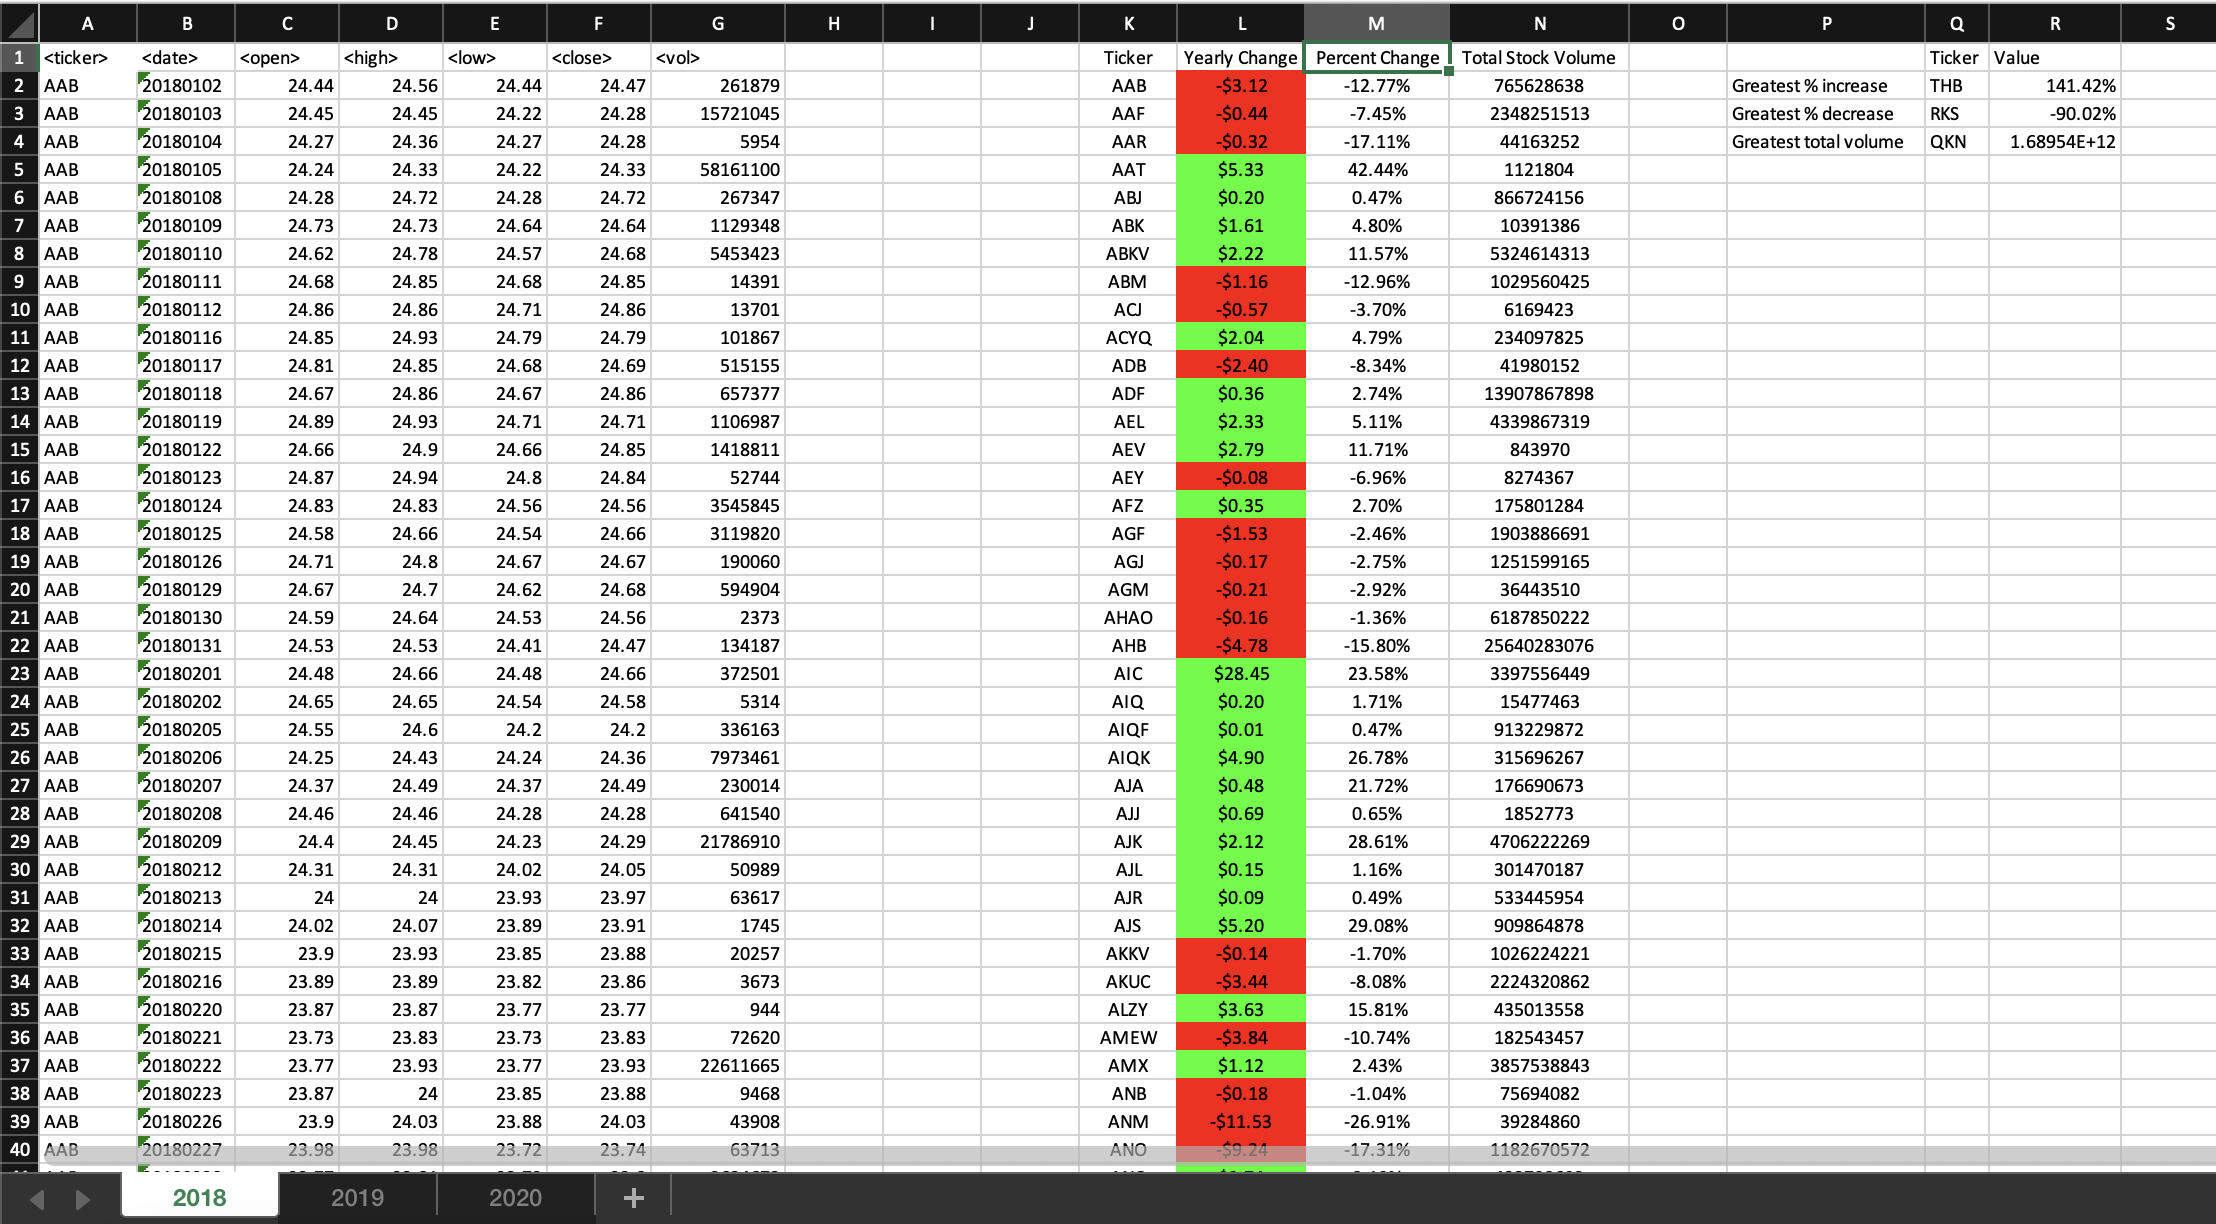 A B C D E F G H I J K L M N O P Q R S
1 <ticker> <date> <open> <high> <low> <close> <vol> Ticker Yearly Change Percent Change Total Stock Volume Ticker Value
2 AAB 20180102 24.44 24.56 24.44 24.47 261879 AAB -$3.12 -12.77% 765628638 Greatest % increase THB 141.42%
3 AAB 20180103 24.45 24.45 24.22 24.28 15721045 AAF -$0.44 -7.45% 2348251513 Greatest % decrease RKS -90.02%
4 AAB 20180104 24.27 24.36 24.27 24.28 5954 AAR -$0.32 -17.11% 44163252 Greatest total volume QKN 1.68954E+12
5 AAB 20180105 24.24 24.33 24.22 24.33 58161100 AAT $5.33 42.44% 1121804
6 AAB 20180108 24.28 24.72 24.28 24.72 267347 ABJ $0.20 0.47% 866724156
7 AAB 20180109 24.73 24.73 24.64 24.64 1129348 ABK $1.61 4.80% 10391386
8 AAB 20180110 24.62 24.78 24.57 24.68 5453423 ABKV $2.22 11.57% 5324614313
9 AAB 20180111 24.68 24.85 24.68 24.85 14391 ABM -$1.16 -12.96% 1029560425
10 AAB 20180112 24.86 24.86 24.71 24.86 13701 ACJ -$0.57 -3.70% 6169423
11 AAB 20180116 24.85 24.93 24.79 24.79 101867 ACYQ $2.04 4.79% 234097825
12 AAB 20180117 24.81 24.85 24.68 24.69 515155 ADB -$2.40 -8.34% 41980152
13 AAB 20180118 24.67 24.86 24.67 24.86 657377 ADF $0.36 2.74% 13907867898
14 AAB 20180119 24.89 24.93 24.71 24.71 1106987 AEL $2.33 5.11% 4339867319
15 AAB 20180122 24.66 24.9 24.66 24.85 1418811 AEV $2.79 11.71% 843970
16 AAB 20180123 24.87 24.94 24.8 24.84 52744 AEY -$0.08 -6.96% 8274367
17 AAB 20180124 24.83 24.83 24.56 24.56 3545845 AFZ $0.35 2.70% 175801284
18 AAB 20180125 24.58 24.66 24.54 24.66 3119820 AGF -$1.53 -2.46% 1903886691
19 AAB 20180126 24.71 24.8 24.67 24.67 190060 AGJ -$0.17 -2.75% 1251599165
20 AAB 20180129 24.67 24.7 24.62 24.68 594904 AGM -$0.21 -2.92% 36443510
21 AAB 20180130 24.59 24.64 24.53 24.56 2373 AHAO -$0.16 -1.36% 6187850222
22 AAB 20180131 24.53 24.53 24.41 24.47 134187 AHB -$4.78 -15.80% 25640283076
23 AAB 20180201 24.48 24.66 24.48 24.66 372501 AIC $28.45 23.58% 3397556449
24 AAB 20180202 24.65 24.65 24.54 24.58 5314 AIQ $0.20 1.71% 15477463
25 AAB 20180205 24.55 24.6 24.2 24.2 336163 AIQF $0.01 0.47% 913229872
26 AAB 20180206 24.25 24.43 24.24 24.36 7973461 AIQK $4.90 26.78% 315696267
27 AAB 20180207 24.37 24.49 24.37 24.49 230014 AJA $0.48 21.72% 176690673
28 AAB 20180208 24.46 24.46 24.28 24.28 641540 AJJ $0.69 0.65% 1852773
29 AAB 20180209 24.4 24.45 24.23 24.29 21786910 AJK $2.12 28.61% 4706222269
30 AAB 20180212 24.31 24.31 24.02 24.05 50989 AJL $0.15 1.16% 301470187
31 AAB 20180213 24 24 23.93 23.97 63617 AJR $0.09 0.49% 533445954
32 AAB 20180214 24.02 24.07 23.89 23.91 1745 AJS $5.20 29.08% 909864878
33 AAB 20180215 23.9 23.93 23.85 23.88 20257 AKKV -$0.14 -1.70% 1026224221
34 AAB 20180216 23.89 23.89 23.82 23.86 3673 AKUC -$3.44 -8.08% 2224320862
35 AAB 20180220 23.87 23.87 23.77 23.77 944 ALZY $3.63 15.81% 435013558
36 AAB 20180221 23.73 23.83 23.73 23.83 72620 AMEW -$3.84 -10.74% 182543457
37 AAB 20180222 23.77 23.93 23.77 23.93 22611665 AMX $1.12 2.43% 3857538843
38 AAB 20180223 23.87 24 23.85 23.88 9468 ANB -$0.18 -1.04% 75694082
39 AAB 20180226 23.9 24.03 23.88 24.03 43908 ANM -$11.53 -26.91% 39284860
40 AAB 20180227 23.98 23.98 23.72 23.74 63713 ANO -$9.24 -17.31% 1182670572
2018 2019 2020 +